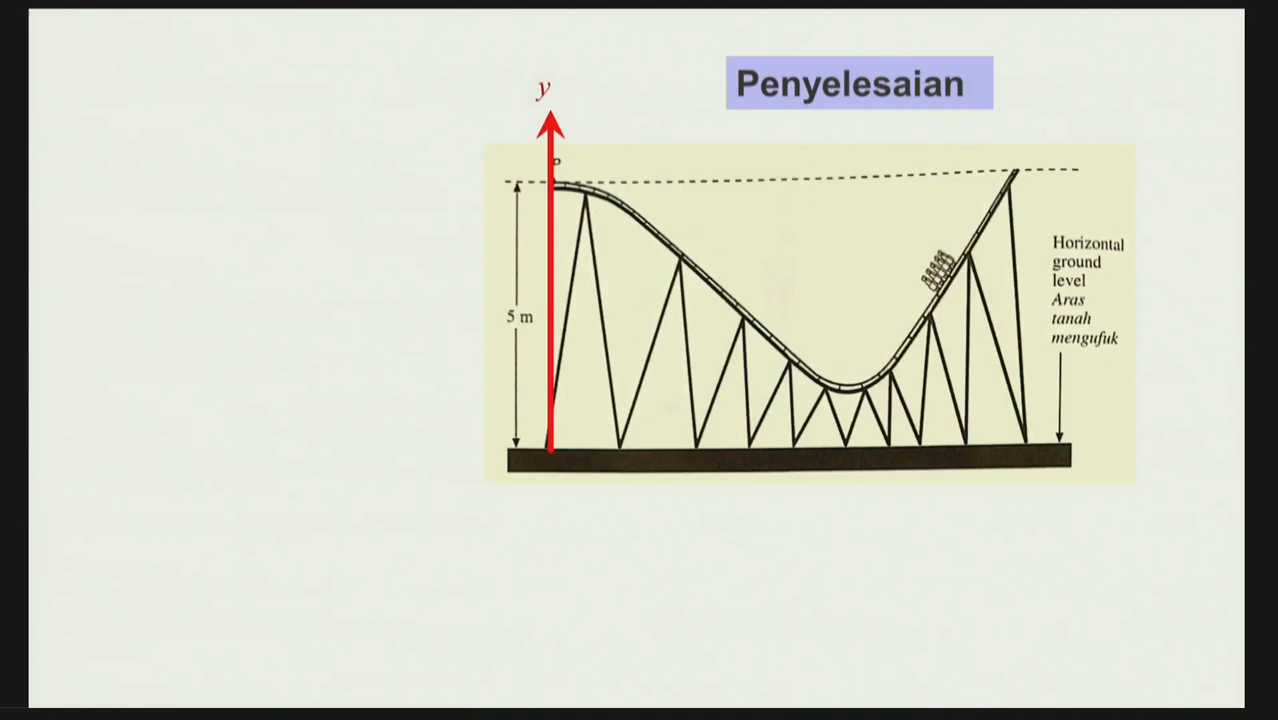 Penyelesaian
y
P
5 m
Horizontal
ground
level
Aras
tanah
mengufuk